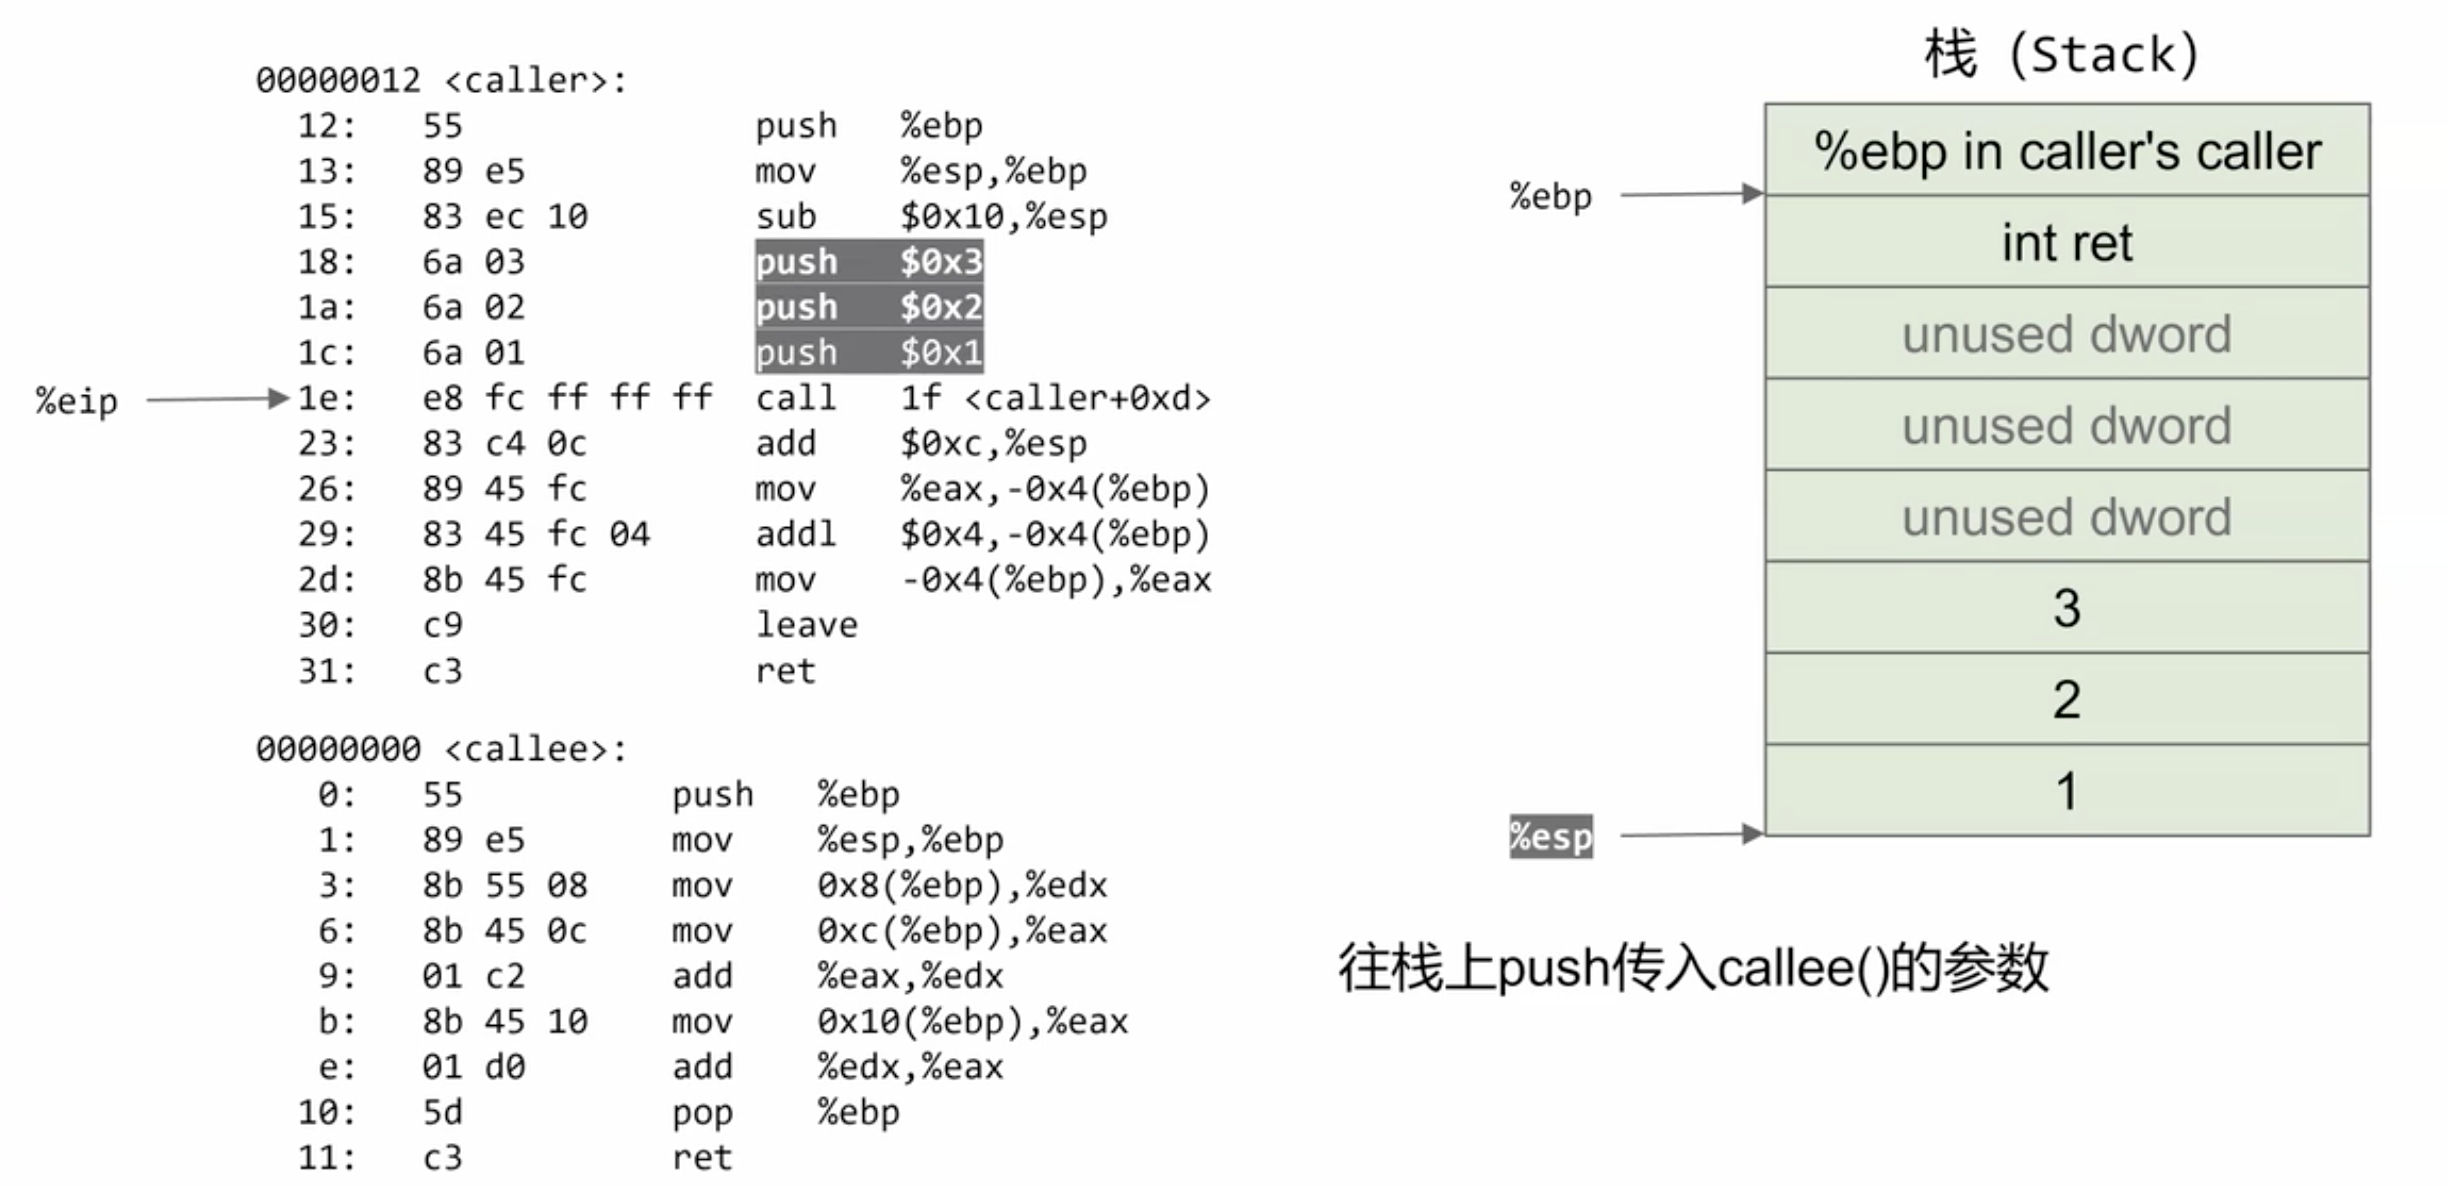 00000012 <caller>:
12: 55 push %ebp
13: 89 e5 mov %esp,%ebp
15: 83 ec 10 sub $0x10,%esp
18: 6a 03 push $0x3
1a: 6a 02 push $0x2
1c: 6a 01 push $0x1
%eip 1e: e8 fc ff ff ff call 1f <caller+0xd>
23: 83 c4 0c add $0xc,%esp
26: 89 45 fc mov %eax,-0x4(%ebp)
29: 83 45 fc 04 addl $0x4,-0x4(%ebp)
2d: 8b 45 fc mov -0x4(%ebp),%eax
30: c9 leave
31: c3 ret
00000000 <callee>:
0: 55 push %ebp
1: 89 e5 mov %esp,%ebp
3: 8b 55 08 mov 0x8(%ebp),%edx
6: 8b 45 0c mov 0xc(%ebp),%eax
9: 01 c2 add %eax,%edx
b: 8b 45 10 mov 0x10(%ebp),%eax
e: 01 d0 add %edx,%eax
10: 5d pop %ebp
11: c3 ret
栈（Stack）
%ebp in caller's caller
%ebp
int ret
unused dword
unused dword
unused dword
3
2
1
%esp
往栈上push传入callee()的参数